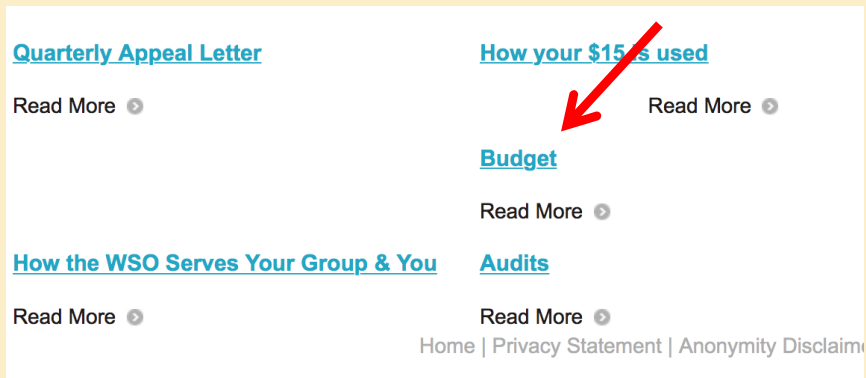 Quarterly Appeal Letter
How your $15 is used
Read More
Read More
Budget
Read More
How the WSO Serves Your Group & You
Audits
Read More
Read More
Home | Privacy Statement | Anonymity Disclaime